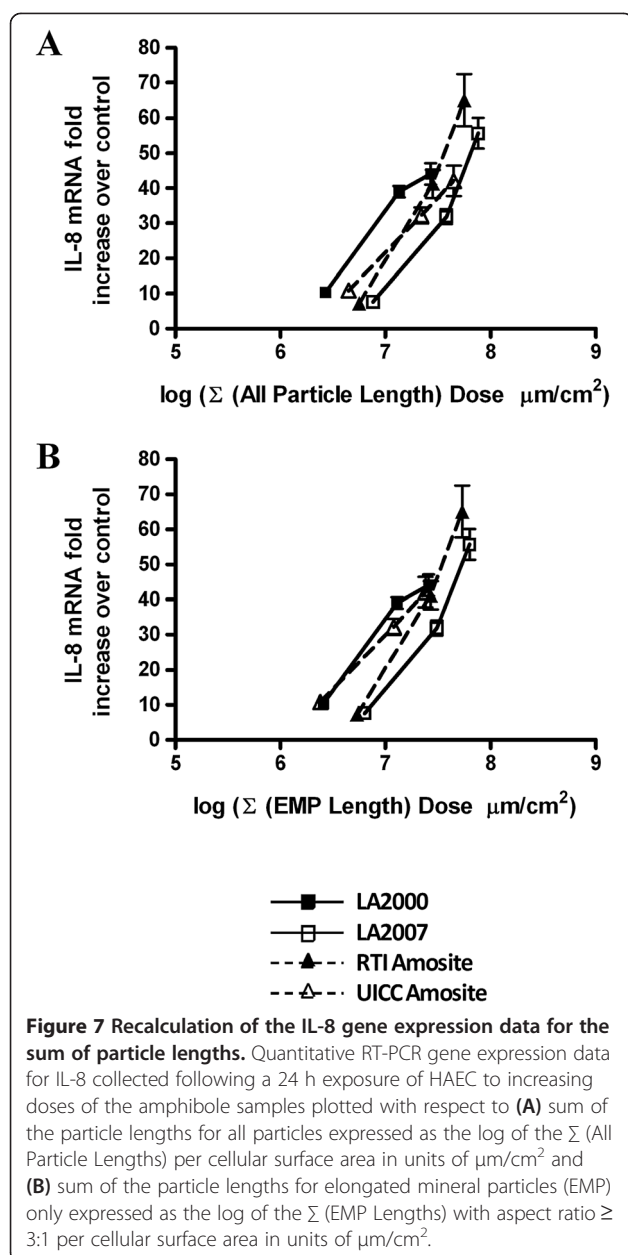 A
80
70
60
50
40
30
20
10
0
IL-8 mRNA fold
increase over control
5 6 7 8 9
log (Σ (All Particle Length) Dose μm/cm²)
B
80
70
60
50
40
30
20
10
0
IL-8 mRNA fold
increase over control
5 6 7 8 9
log (Σ (EMP Length) Dose μm/cm²)
LA2000
LA2007
RTI Amosite
UICC Amosite
Figure 7 Recalculation of the IL-8 gene expression data for the
sum of particle lengths. Quantitative RT-PCR gene expression data
for IL-8 collected following a 24 h exposure of HAEC to increasing
doses of the amphibole samples plotted with respect to (A) sum of
the particle lengths for all particles expressed as the log of the ∑ (All
Particle Lengths) per cellular surface area in units of μm/cm² and
(B) sum of the particle lengths for elongated mineral particles (EMP)
only expressed as the log of the ∑ (EMP Lengths) with aspect ratio ≥
3:1 per cellular surface area in units of μm/cm².